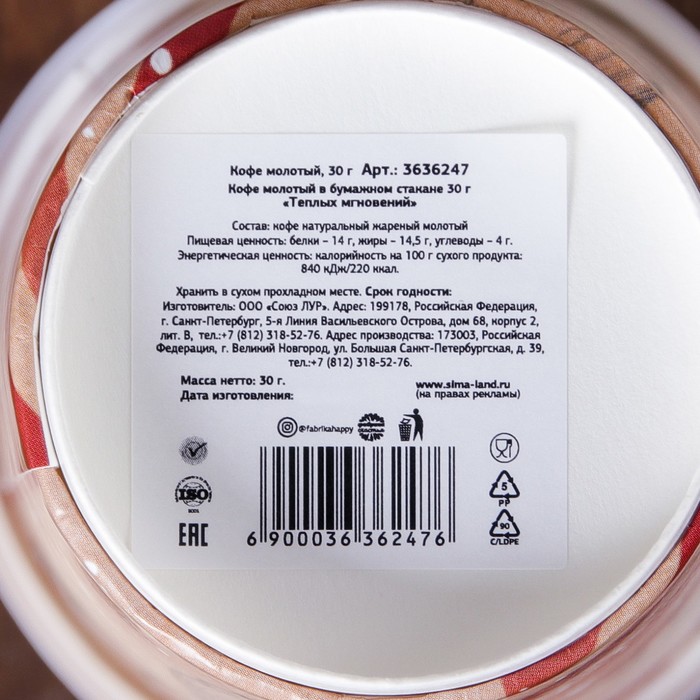 Кофе молотый, 30 г Арт.: 3636247
Кофе молотый в бумажном стакане 30 г
«Теплых мгновений»
Состав: кофе натуральный жареный молотый
Пищевая ценность: белки – 14 г, жиры – 14,5 г, углеводы – 4 г.
Энергетическая ценность: калорийность на 100 г сухого продукта:
840 кДж/220 ккал.
Хранить в сухом прохладном месте. Срок годности:
Изготовитель: ООО «Союз ЛУР». Адрес: 199178, Российская Федерация,
г. Санкт-Петербург, 5-я Линия Васильевского Острова, дом 68, корпус 2,
лит. В, тел.:+7 (812) 318-52-76. Адрес производства: 173003, Российская
Федерация, г. Великий Новгород, ул. Большая Санкт-Петербургская, д. 39,
тел.:+7 (812) 318-52-76.
Масса нетто: 30 г.
Дата изготовления:
www.sima-land.ru
(на правах рекламы)
@fabrikahappy
ISO
5
PP
90
C/LDPE
EAC
6 900036 362476